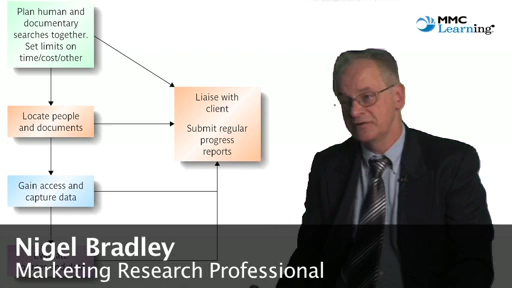 Plan human and
documentary
searches together.
Set limits on
time/cost/other
MMC
Learning
Liaise with
client
Submit regular
progress
reports
Locate people
and documents
Gain access and
capture data
Nigel Bradley
Marketing Research Professional